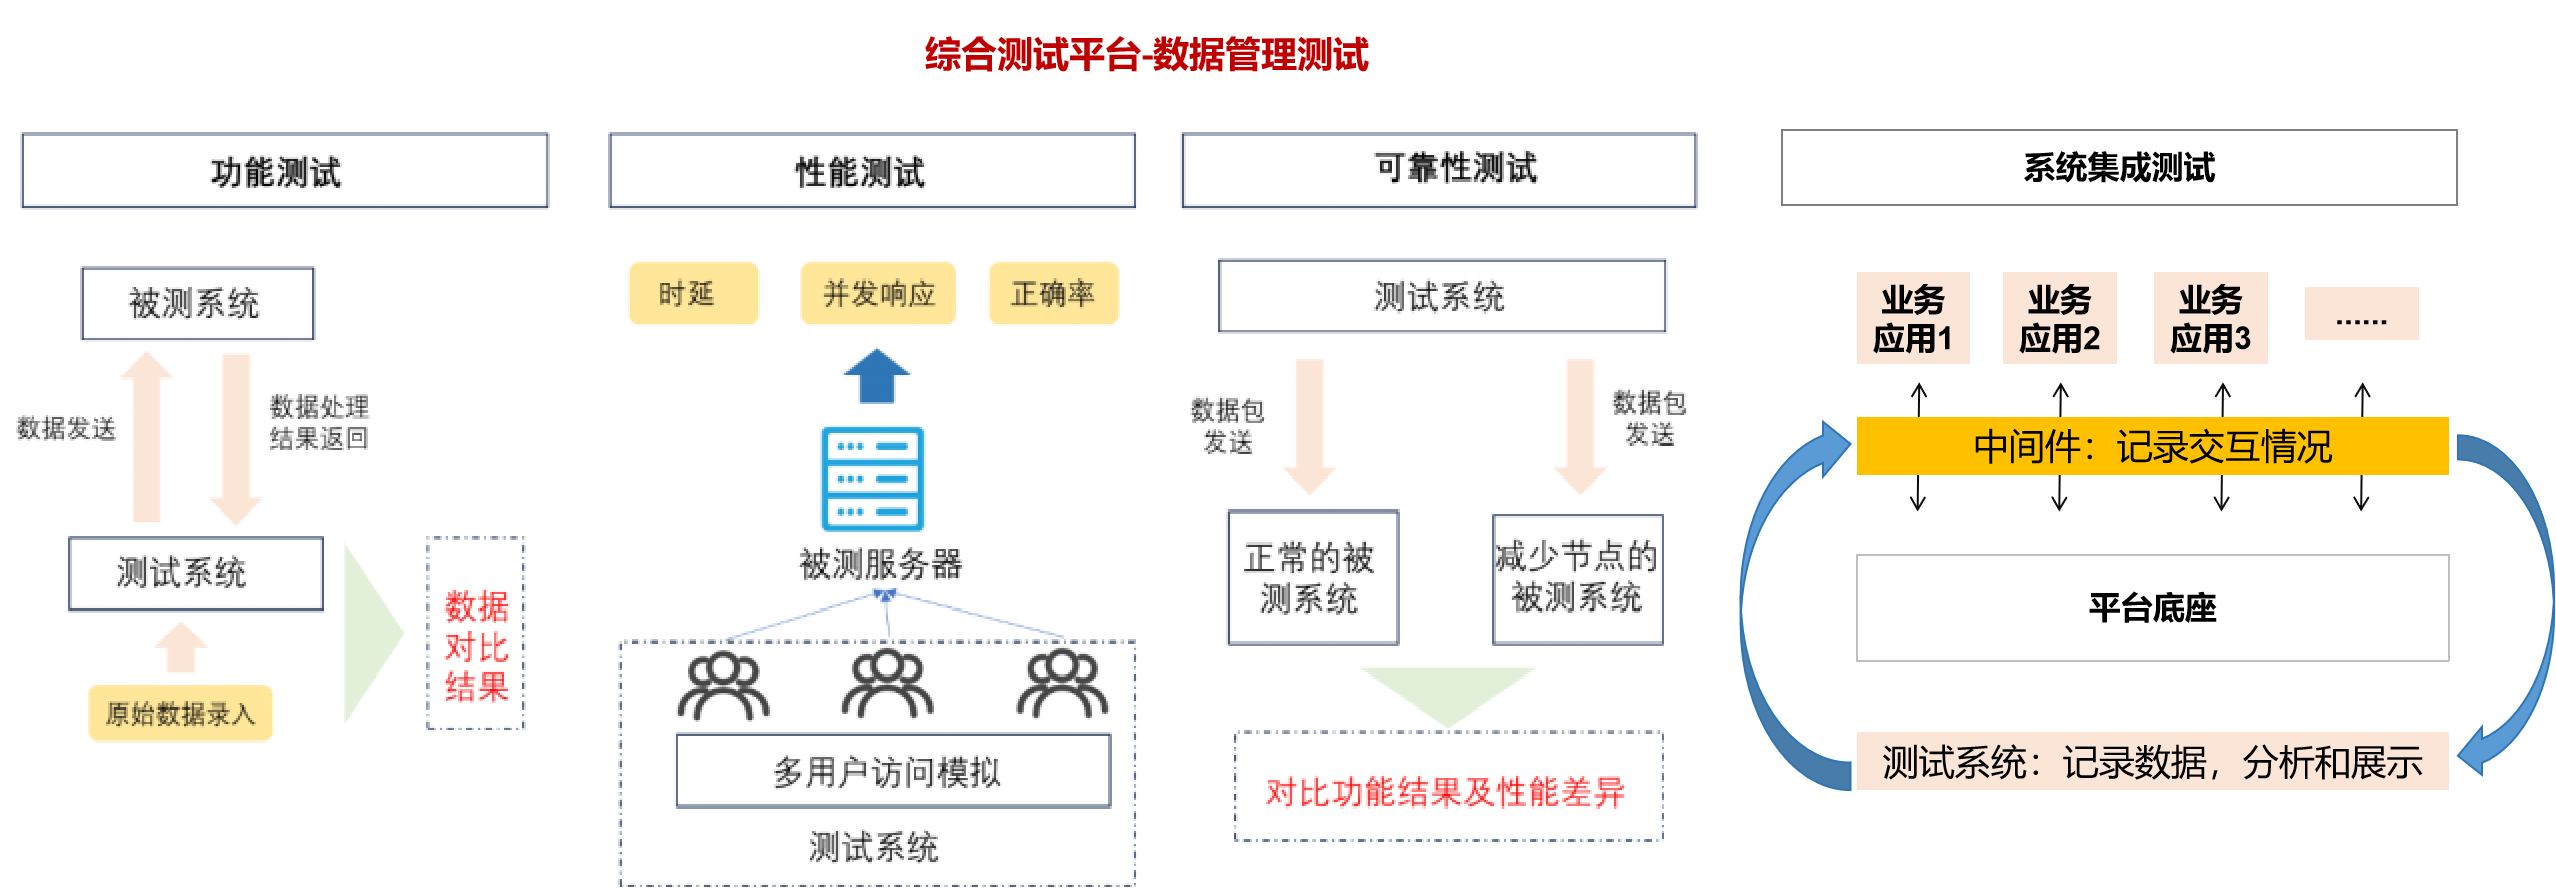 综合测试平台-数据管理测试
功能测试
被测系统
数据发送
数据处理
结果返回
测试系统
原始数据录入
数据
对比
结果
性能测试
时延
并发响应
正确率
被测服务器
多用户访问模拟
测试系统
可靠性测试
测试系统
数据包
发送
数据包
发送
正常的被
测系统
减少节点的
被测系统
对比功能结果及性能差异
系统集成测试
业务
应用1
业务
应用2
业务
应用3
......
中间件：记录交互情况
平台底座
测试系统：记录数据，分析和展示